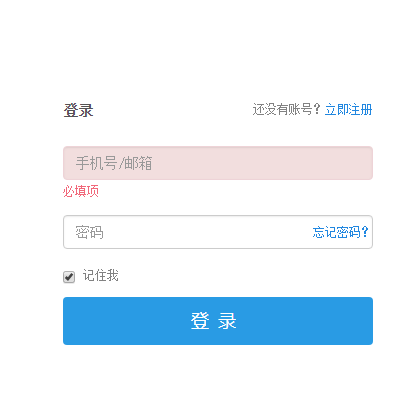 登录 还没有账号？立即注册
手机号/邮箱
必填项
密码 忘记密码？
记住我
登 录